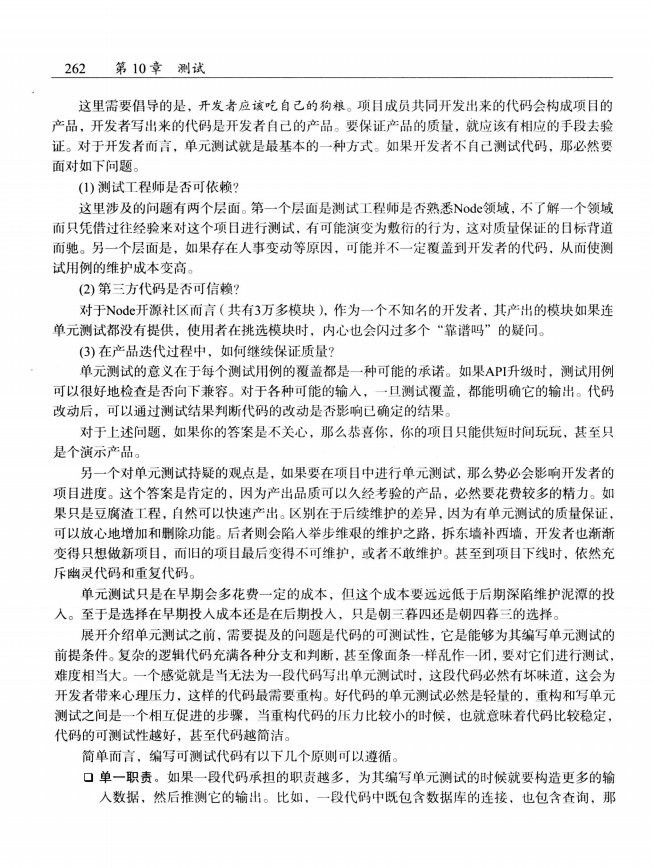 262 第10章 测试
这里需要倡导的是，开发者应该吃自己的狗粮。项目成员共同开发出来的代码会构成项目的
产品，开发者写出来的代码是开发者自己的产品。要保证产品的质量，就应该有相应的手段去验
证。对于开发者而言，单元测试就是最基本的一种方式。如果开发者不自己测试代码，那必然要
面对如下问题。
(1) 测试工程师是否可依赖？
这里涉及的问题有两个层面。第一个层面是测试工程师是否熟悉Node领域，不了解一个领域
而只凭借过往经验来对这个项目进行测试，有可能演变为敷衍的行为，这对质量保证的目标背道
而驰。另一个层面是，如果存在人事变动等原因，可能并不一定覆盖到开发者的代码，从而使测
试用例的维护成本变高。
(2) 第三方代码是否可信赖？
对于Node开源社区而言（共有3万多模块），作为一个不知名的开发者，其产出的模块如果连
单元测试都没有提供，使用者在挑选模块时，内心也会闪过多个“靠谱吗”的疑问。
(3) 在产品迭代过程中，如何继续保证质量？
单元测试的意义在于每个测试用例的覆盖都是一种可能的承诺。如果API升级时，测试用例
可以很好地检查是否向下兼容。对于各种可能的输入，一旦测试覆盖，都能明确它的输出。代码
改动后，可以通过测试结果判断代码的改动是否影响已确定的结果。
对于上述问题，如果你的答案是不关心，那么恭喜你，你的项目只能供短时间玩玩，甚至只
是个演示产品。
另一个对单元测试持疑的观点是，如果要在项目中进行单元测试，那么势必会影响开发者的
项目进度。这个答案是肯定的，因为产出品质可以久经考验的产品，必然要花费较多的精力。如
果只是豆腐渣工程，自然可以快速产出。区别在于后续维护的差异，因为有单元测试的质量保证，
可以放心地增加和删除功能。后者则会陷入举步维艰的维护之路，拆东墙补西墙，开发者也渐渐
变得只想做新项目，而旧的项目最后变得不可维护，或者不敢维护。甚至到项目下线时，依然充
斥幽灵代码和重复代码。
单元测试只是在早期会多花费一定的成本，但这个成本要远远低于后期深陷维护泥潭的投
入。至于是选择在早期投入成本还是在后期投入，只是朝三暮四还是朝四暮三的选择。
展开介绍单元测试之前，需要提及的问题是代码的可测试性，它是能够为其编写单元测试的
前提条件。复杂的逻辑代码充满各种分支和判断，甚至像面条一样乱作一团，要对它们进行测试，
难度相当大。一个感觉就是当无法为一段代码写出单元测试时，这段代码必然有坏味道，这会为
开发者带来心理压力，这样的代码最需要重构。好代码的单元测试必然是轻量的，重构和写单元
测试之间是一个相互促进的步骤，当重构代码的压力比较小的时候，也就意味着代码比较稳定，
代码的可测试性越好，甚至代码越简洁。
简单而言，编写可测试代码有以下几个原则可以遵循。
❑ 单一职责。如果一段代码承担的职责越多，为其编写单元测试的时候就要构造更多的输
入数据，然后推测它的输出。比如，一段代码中既包含数据库的连接，也包含查询，那